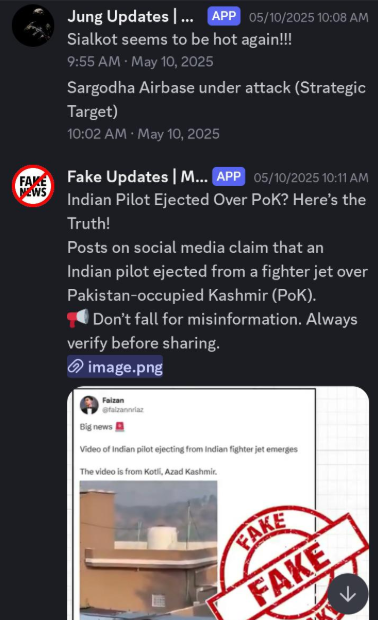 Jung Updates | ... APP 05/10/2025 10:08 AM
Sialkot seems to be hot again!!!
9:55 AM · May 10, 2025
Sargodha Airbase under attack (Strategic
Target)
10:02 AM · May 10, 2025
FAKE
NEWS
Fake Updates | M... APP 05/10/2025 10:11 AM
Indian Pilot Ejected Over PoK? Here's the
Truth!
Posts on social media claim that an
Indian pilot ejected from a fighter jet over
Pakistan-occupied Kashmir (PoK).
📢 Don't fall for misinformation. Always
verify before sharing.
image.png
Faizan
@faizannriaz
Big news 🚨
Video of Indian pilot ejecting from Indian fighter jet emerges
The video is from Kotli, Azad Kashmir.
FAKE
FAKE
FAKE